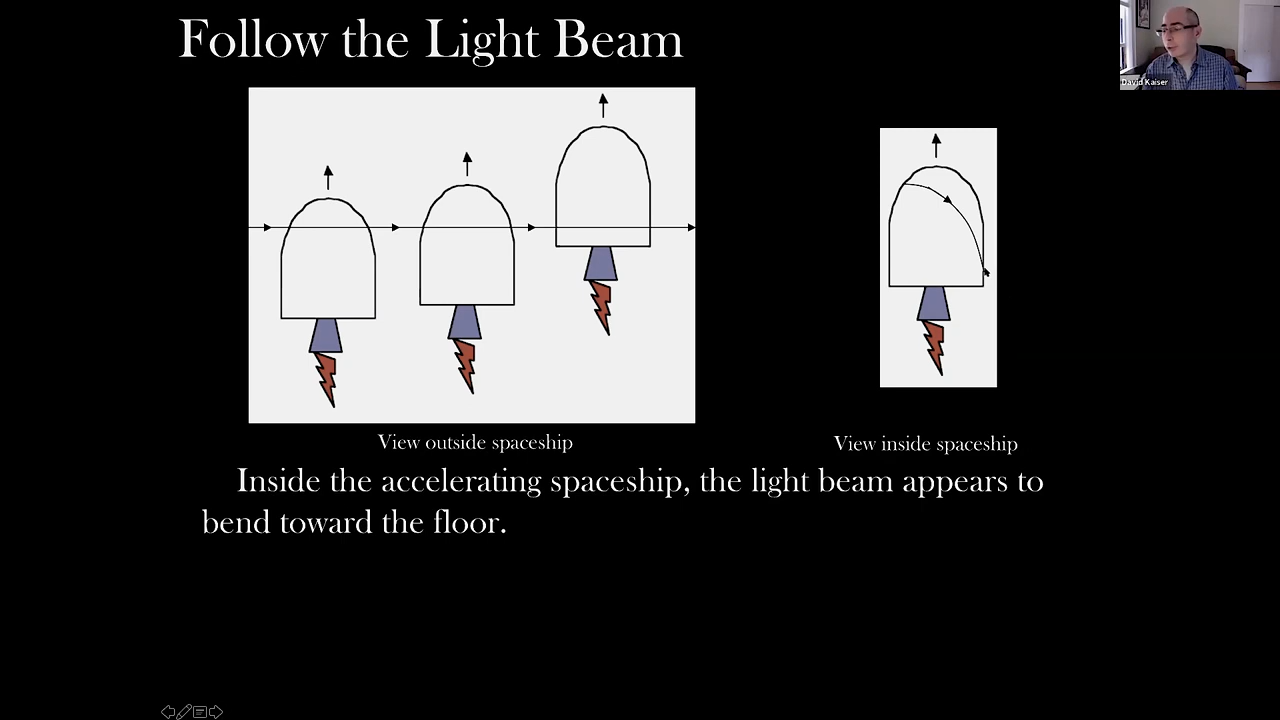 Follow the Light Beam
David Kaiser
View outside spaceship
View inside spaceship
Inside the accelerating spaceship, the light beam appears to
bend toward the floor.